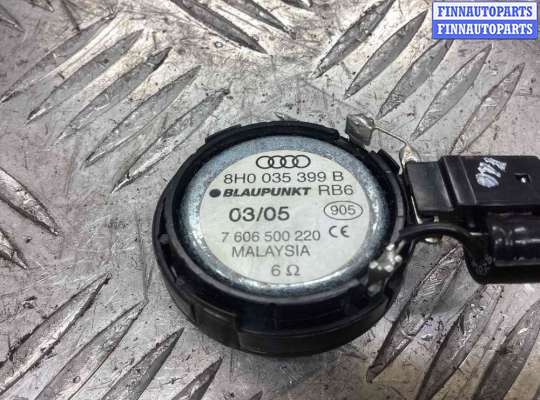 FINNAUTOPARTS
FINNAUTOPARTS
8H0 035 399 B
BLAUPUNKT RB6
03/05 905
7 606 500 220 CE
MALAYSIA
6 Ω